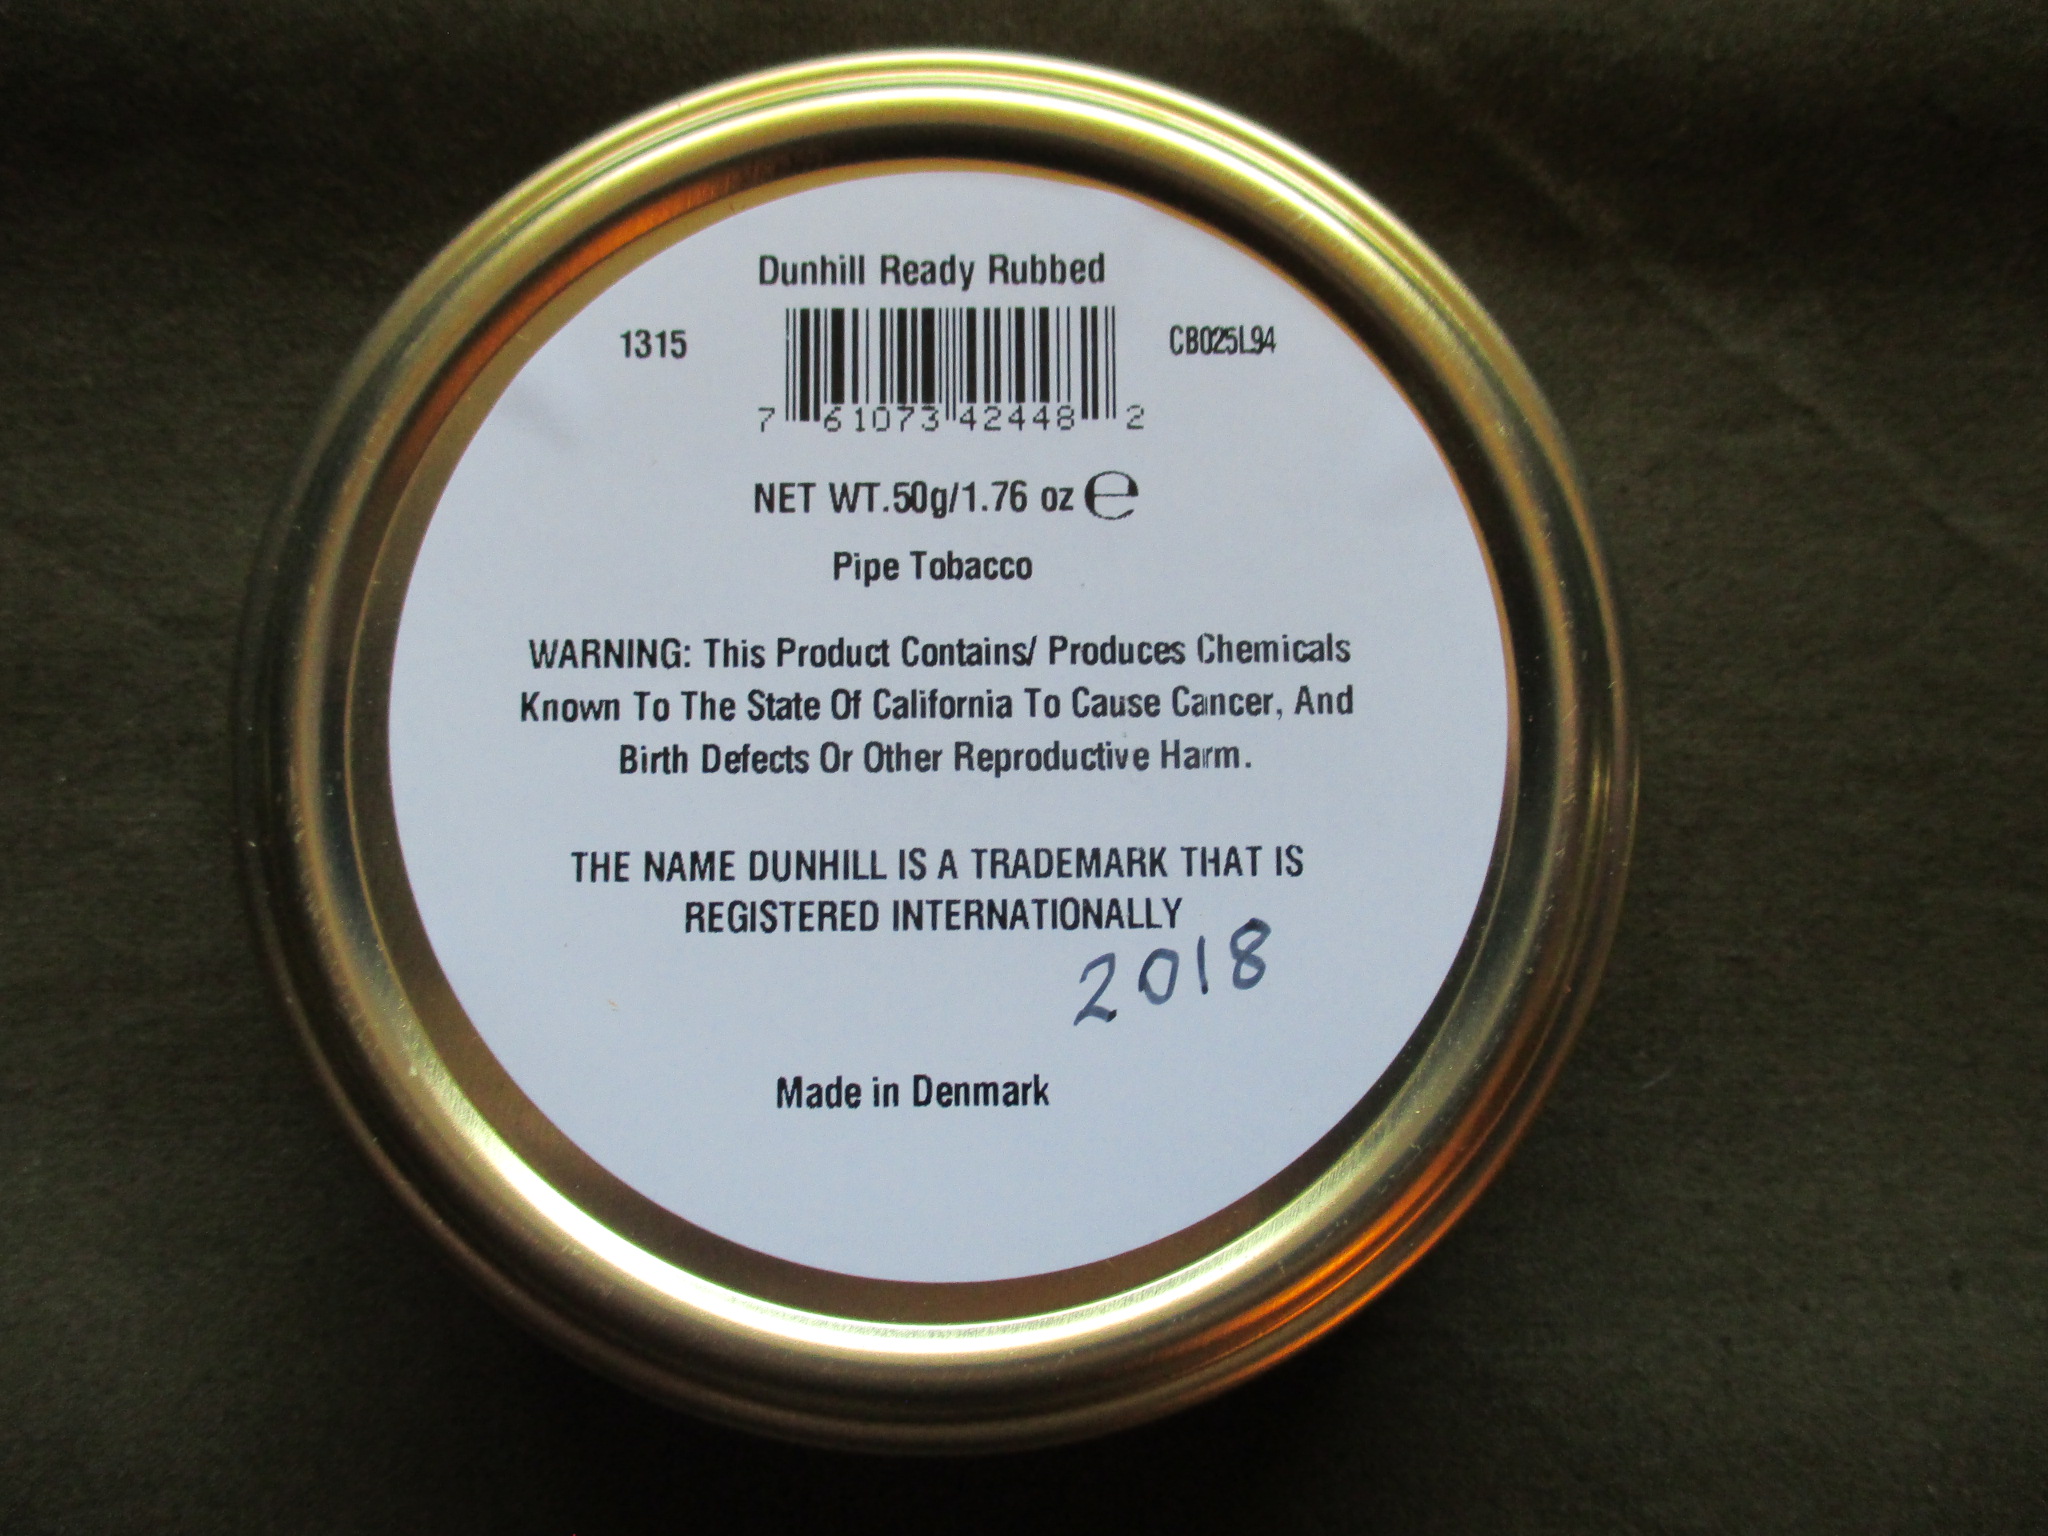 Dunhill Ready Rubbed
1315
CB025L94
7 61073 42448 2
NET WT.50g/1.76 oz ℮
Pipe Tobacco
WARNING: This Product Contains/ Produces Chemicals
Known To The State Of California To Cause Cancer, And
Birth Defects Or Other Reproductive Harm.
THE NAME DUNHILL IS A TRADEMARK THAT IS
REGISTERED INTERNATIONALLY
2018
Made in Denmark